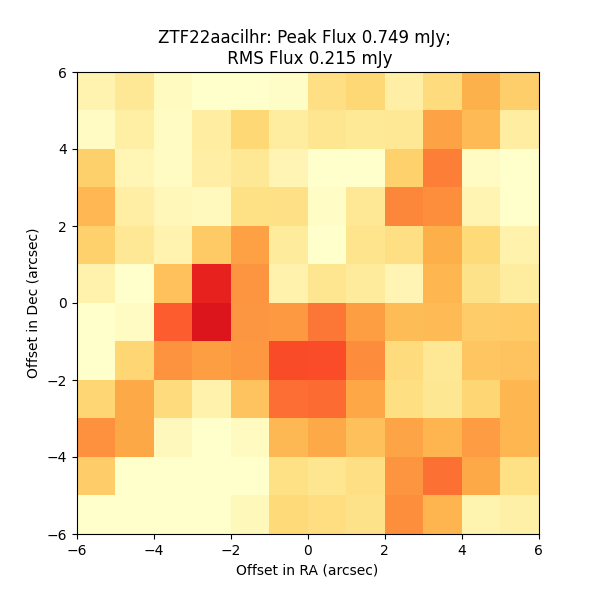 ZTF22aacilhr: Peak Flux 0.749 mJy;
RMS Flux 0.215 mJy
6
4
2
0
−2
−4
−6
Offset in Dec (arcsec)
−6 −4 −2 0 2 4 6
Offset in RA (arcsec)